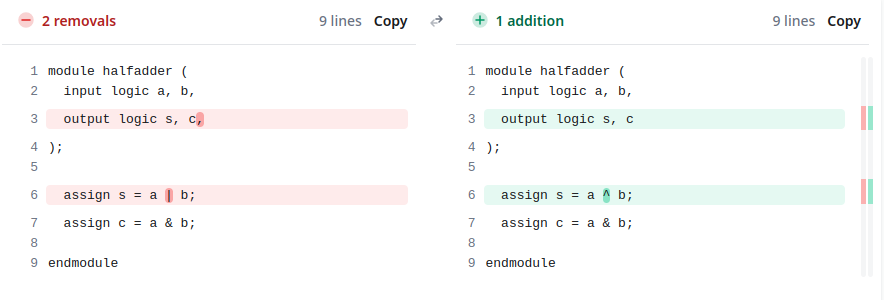 2 removals 9 lines Copy
1 module halfadder (
2   input logic a, b,
3   output logic s, c,
4 );
5
6   assign s = a | b;
7   assign c = a & b;
8
9 endmodule
1 addition 9 lines Copy
1 module halfadder (
2   input logic a, b,
3   output logic s, c
4 );
5
6   assign s = a ^ b;
7   assign c = a & b;
8
9 endmodule